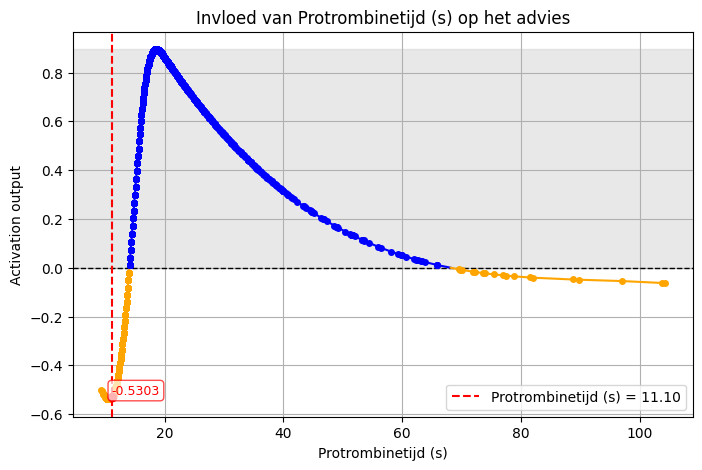 Invloed van Protrombinetijd (s) op het advies
Activation output
0.8
0.6
0.4
0.2
0.0
−0.2
−0.4
−0.6
-0.5303
Protrombinetijd (s) = 11.10
20 40 60 80 100
Protrombinetijd (s)